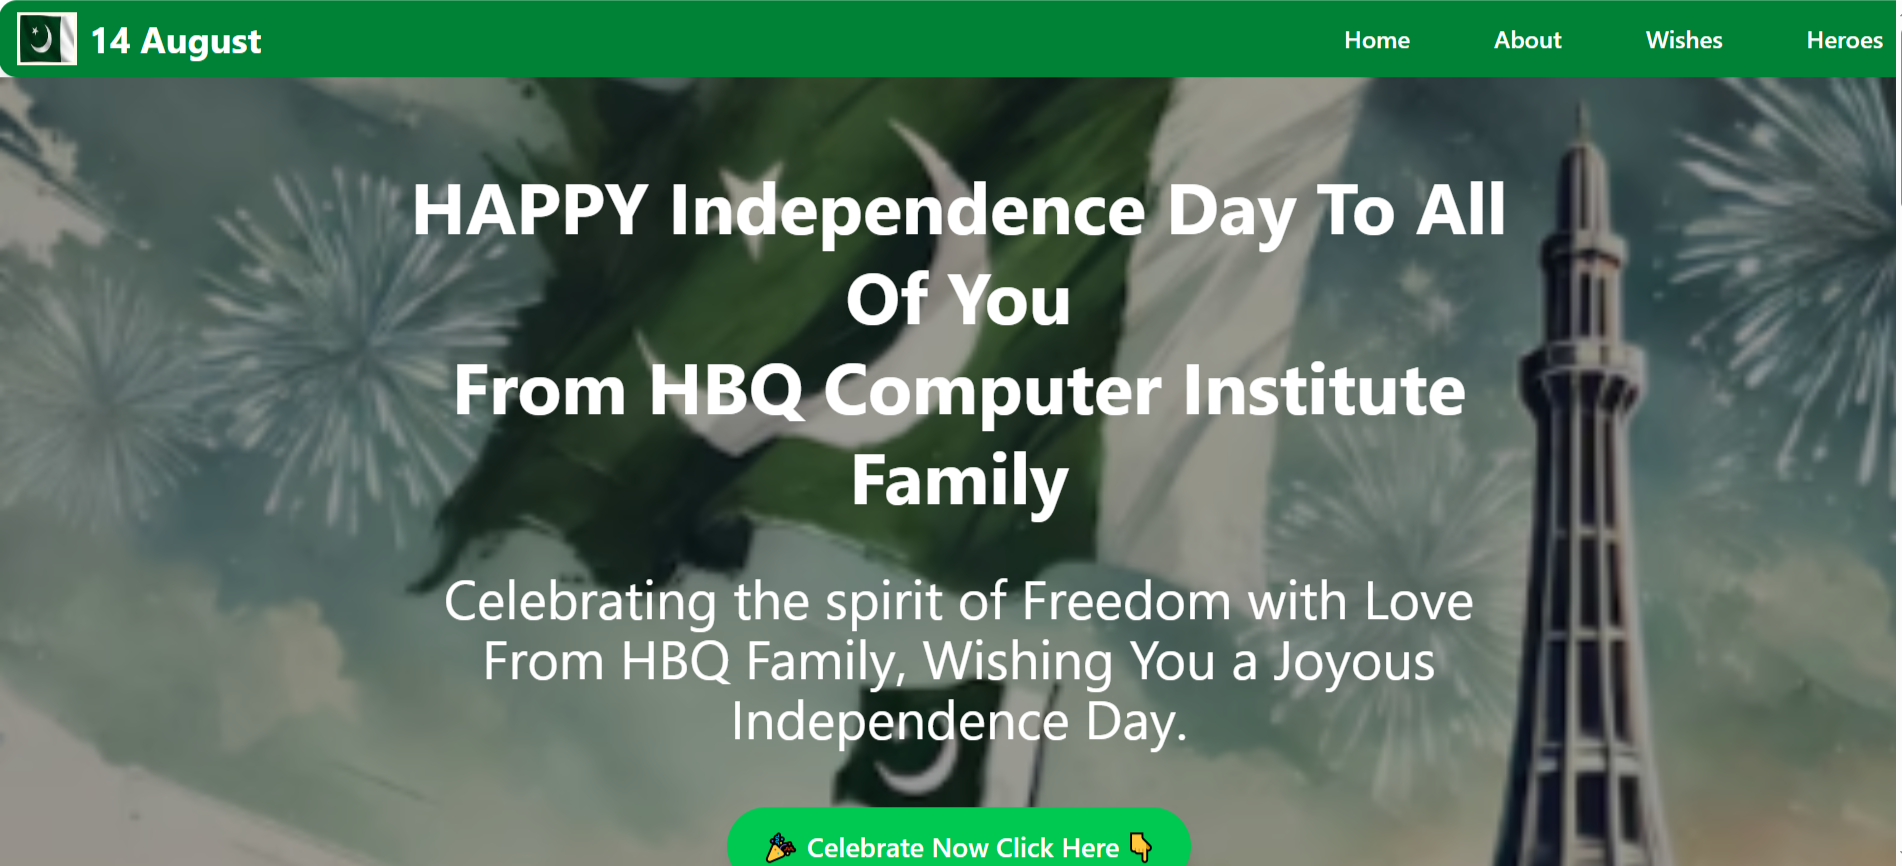 14 August
Home About Wishes Heroes
HAPPY Independence Day To All
Of You
From HBQ Computer Institute
Family
Celebrating the spirit of Freedom with Love
From HBQ Family, Wishing You a Joyous
Independence Day.
🎉 Celebrate Now Click Here 👇